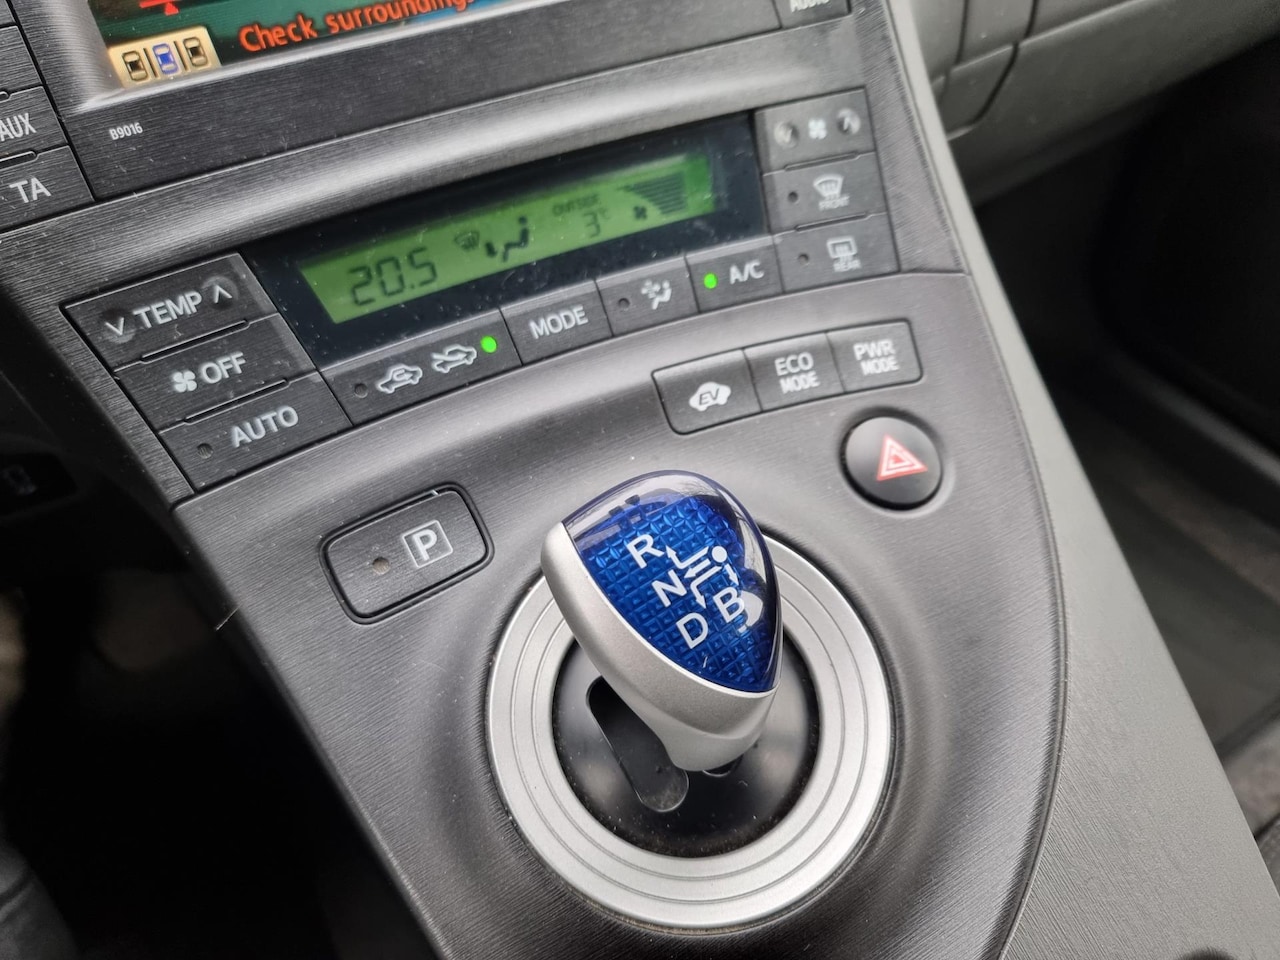 Check surroundings
AUDIO
AUX
B9016
TA
OUTSIDE
20.5
3°C
FRONT
TEMP
OFF
AUTO
MODE
A/C
REAR
EV
ECO
MODE
PWR
MODE
P
R
N
B
D